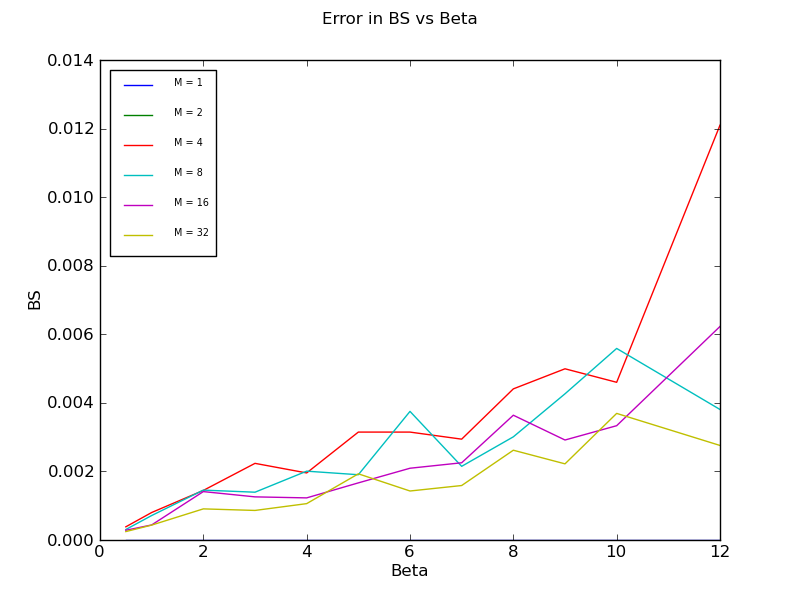 Error in BS vs Beta
0.014
0.012
0.010
0.008
0.006
0.004
0.002
0.000
BS
M = 1
M = 2
M = 4
M = 8
M = 16
M = 32
0 2 4 6 8 10 12
Beta